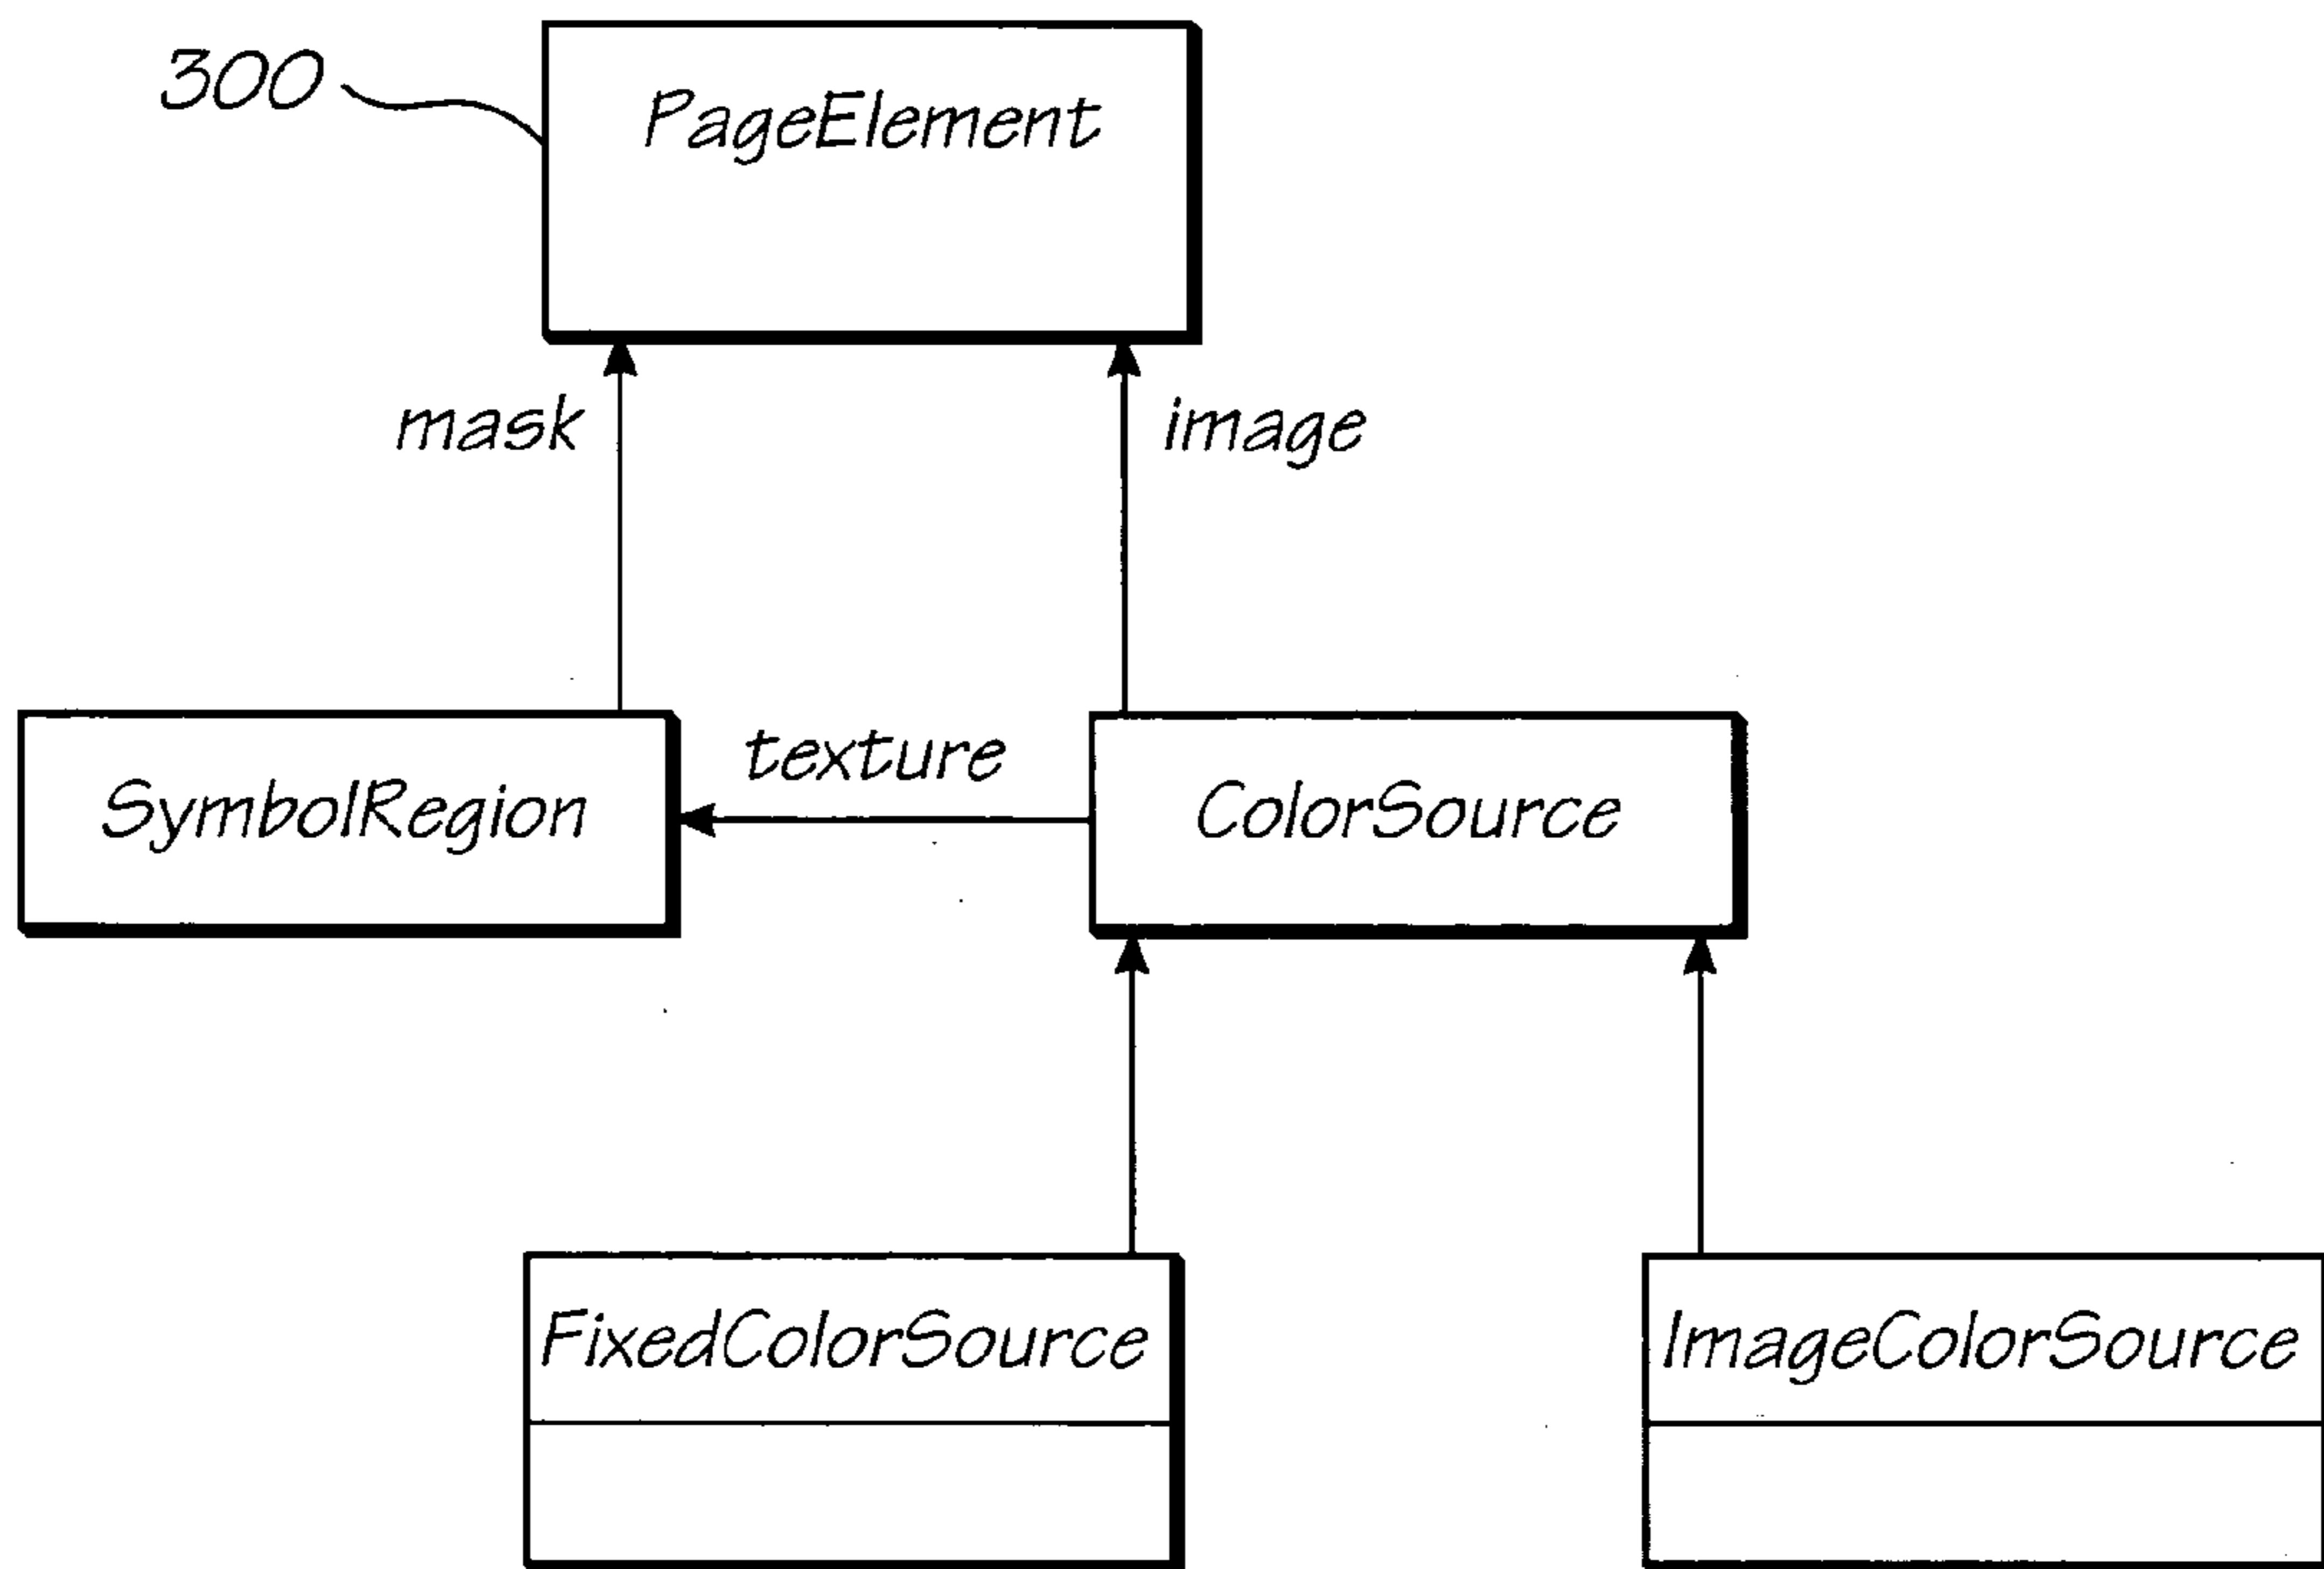 300
PageElement
mask
image
SymbolRegion
texture
ColorSource
FixedColorSource
ImageColorSource